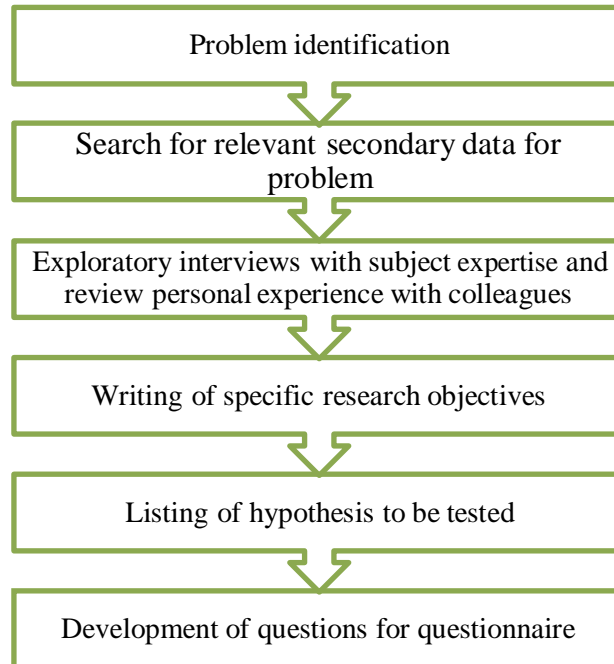 Problem identification
Search for relevant secondary data for
problem
Exploratory interviews with subject expertise and
review personal experience with colleagues
Writing of specific research objectives
Listing of hypothesis to be tested
Development of questions for questionnaire